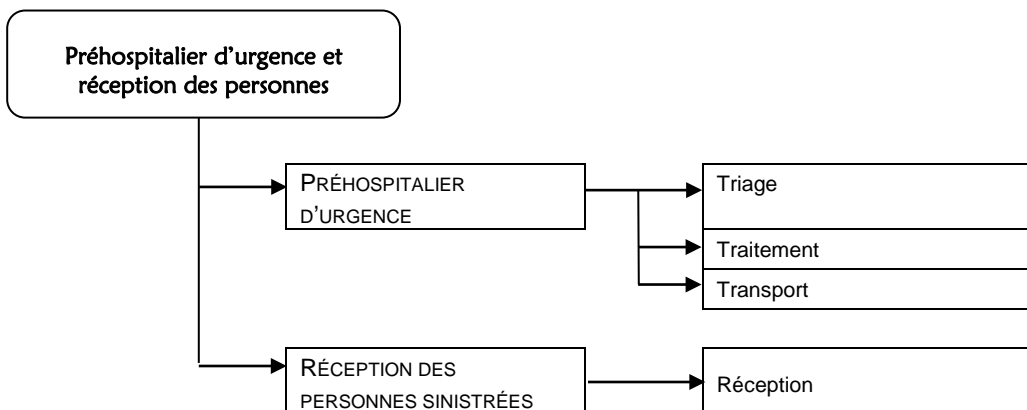 Préhospitalier d’urgence et
réception des personnes
PRÉHOSPITALIER
D’URGENCE
Triage
Traitement
Transport
RÉCEPTION DES
PERSONNES SINISTRÉES
Réception